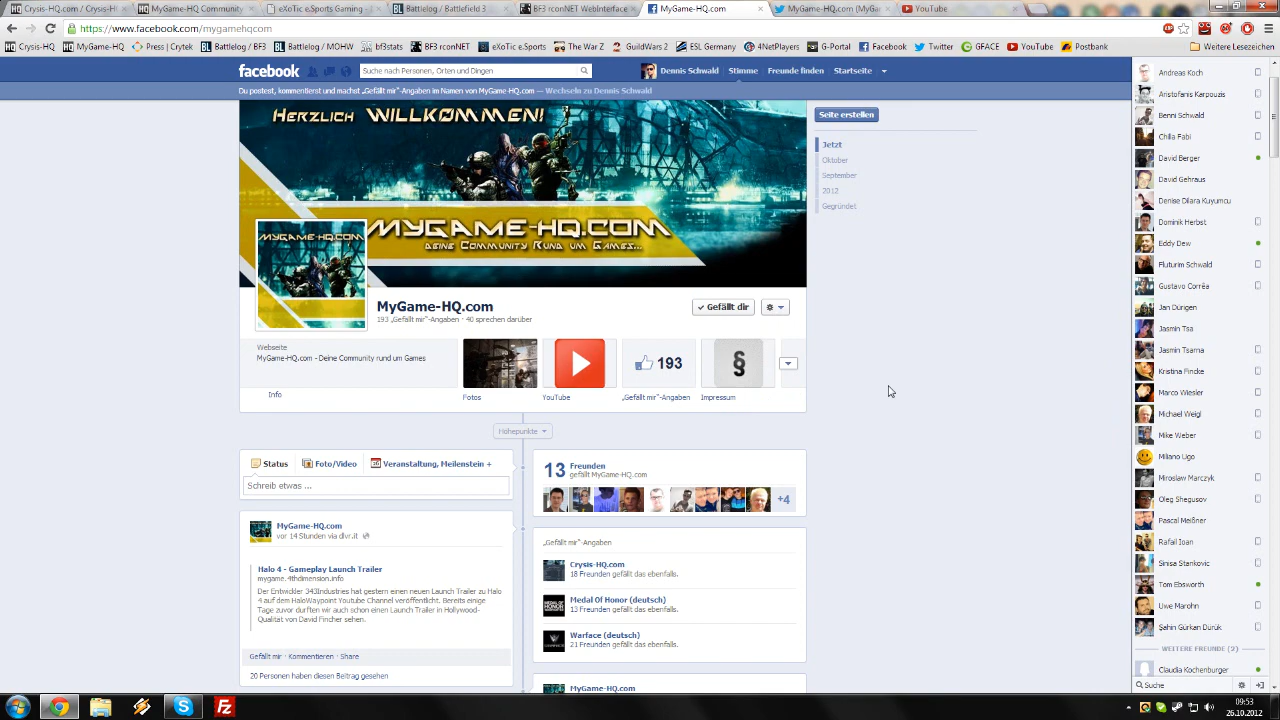 Crysis-HQ.com
MyGame-HQ Community
eXoTic eSports Gaming
Battlelog / Battlefield 3
BF3 rconNET WebInterface
MyGame-HQ.com
MyGame-HQ.com (MyGa
YouTube
https://www.facebook.com/mygamehqcom
Crysis-HQ
MyGame-HQ
Press | Crytek
Battlelog | BF3
Battlelog / MOHW
bf3stats
BF3 rconNET
eXoTic e.Sports
The War Z
GuildWars 2
ESL Germany
4NetPlayers
G-Portal
Facebook
Twitter
GFACE
YouTube
Postbank
Weitere Lesezeichen
facebook
Suche nach Personen, Orten und Dingen
Dennis Schwald
Stimme
Freunde finden
Startseite
Du postest, kommentierst und machst „Gefällt mir"-Angaben im Namen von MyGame-HQ.com — Wechseln zu Dennis Schwald
Herzlich WILLKOMMEN!
MYGAME-HQ.COM
DEINE COMMUNITY RUND UM GAMES...
MYGAME-HQ.COM
Seite erstellen
Jetzt
Oktober
September
2012
Gegründet
MyGame-HQ.com
193 „Gefällt mir"-Angaben · 40 sprechen darüber
Gefällt dir
Webseite
MyGame-HQ.com - Deine Community rund um Games
Info
193
§
Fotos
YouTube
„Gefällt mir"-Angaben
Impressum
Höhepunkte
Status
Foto/Video
Veranstaltung, Meilenstein +
Schreib etwas ...
MyGame-HQ.com
vor 14 Stunden via dlvr.it
Halo 4 - Gameplay Launch Trailer
mygame.4thdimension.info
Der Entwickler 343Industries hat gestern einen neuen Launch Trailer zu Halo
4 auf dem HaloWaypoint Youtube Channel veröffentlicht. Bereits einige
Tage zuvor durften wir auch schon einen Launch Trailer in Hollywood-
Qualität von David Fincher sehen.
Gefällt mir · Kommentieren · Share
20 Personen haben diesen Beitrag gesehen
13 Freunden
gefällt MyGame-HQ.com
+4
„Gefällt mir"-Angaben
Crysis-HQ.com
18 Freunden gefällt das ebenfalls.
Medal Of Honor (deutsch)
13 Freunden gefällt das ebenfalls.
Warface (deutsch)
21 Freunden gefällt das ebenfalls.
MyGame-HQ.com
Andreas Koch
Aristofanis Karpouzis
Benni Schwald
Chilla Fabi
David Berger
David Gehraus
Denise Dilara Kuyumcu
Dominik Herbst
Eddy Dew
Fluturim Schwald
Gustavo Corrêa
Jan Dürigen
Jasmin Tsa
Jasmin Tsarna
Kristina Fincke
Marco Wiesler
Michael Weigl
Mike Weber
Milano Ugo
Miroslaw Marczyk
Oleg Shegusov
Pascal Meißner
Rafail Ioan
Sinisa Stankovic
Tom Ebsworth
Uwe Marohn
Şahin Gürkan Dürük
WEITERE FREUNDE (2)
Claudia Kochenburger
Suche
09:53
26.10.2012